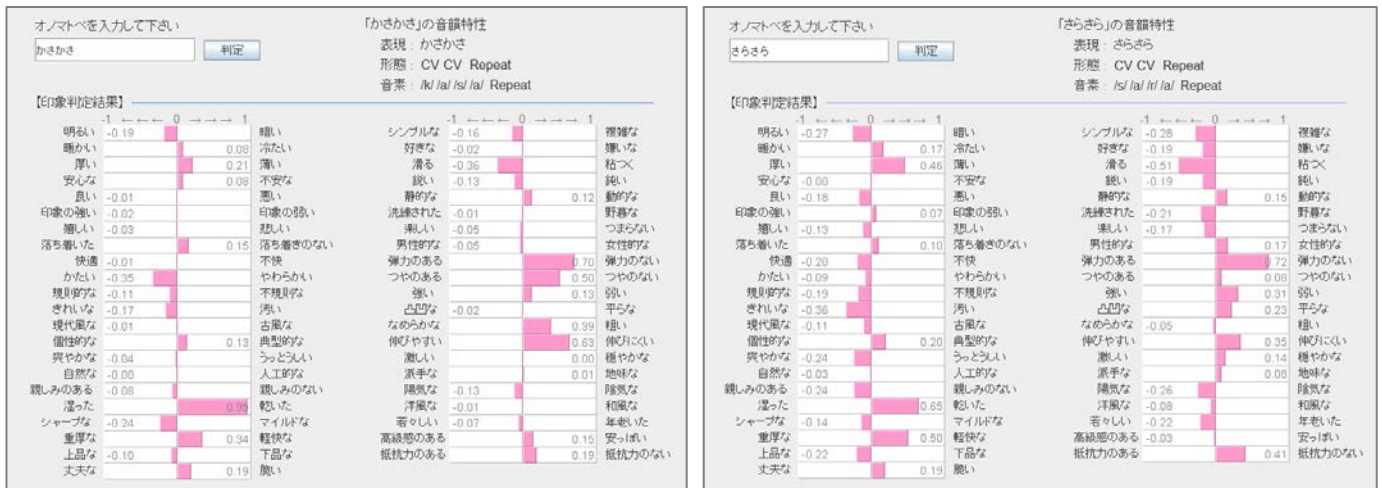 オノマトペを入力して下さい
かさかさ
判定
「かさかさ」の音韻特性
表現 : かさかさ
形態 : CV CV Repeat
音素 : /k/ /a/ /s/ /a/ Repeat
【印象判定結果】
-1 ←← 0 →→ 1
明るい -0.19 暗い
暖かい 0.08 冷たい
厚い 0.21 薄い
安心な 0.08 不安な
良い -0.01 悪い
印象の強い -0.02 印象の弱い
嬉しい -0.03 悲しい
落ち着いた 0.15 落ち着きのない
快適 -0.01 不快
かたい -0.35 やわらかい
規則的な -0.11 不規則な
きれいな -0.17 汚い
現代風な -0.01 古風な
個性的な 0.13 典型的な
爽やかな -0.04 うっとうしい
自然な -0.00 人工的な
親しみのある -0.08 親しみのない
湿った 0.95 乾いた
シャープな -0.24 マイルドな
重厚な 0.34 軽快な
上品な -0.10 下品な
丈夫な 0.19 脆い
-1 ←← 0 →→ 1
シンプルな -0.16 複雑な
好きな -0.02 嫌いな
滑る -0.36 粘つく
鋭い -0.13 鈍い
静的な 0.12 動的な
洗練された -0.01 野暮な
楽しい -0.05 つまらない
男性的な -0.05 女性的な
弾力のある 0.70 弾力のない
つやのある 0.50 つやのない
強い 0.13 弱い
凸凹な -0.02 平らな
なめらかな 0.39 粗い
伸びやすい 0.63 伸びにくい
激しい 0.00 穏やかな
派手な 0.01 地味な
陽気な -0.13 陰気な
洋風な -0.01 和風な
若々しい -0.07 年老いた
高級感のある 0.15 安っぽい
抵抗力のある 0.19 抵抗力のない
オノマトペを入力して下さい
さらさら
判定
「さらさら」の音韻特性
表現 : さらさら
形態 : CV CV Repeat
音素 : /s/ /a/ /r/ /a/ Repeat
【印象判定結果】
-1 ←← 0 →→ 1
明るい -0.27 暗い
暖かい 0.17 冷たい
厚い 0.46 薄い
安心な -0.00 不安な
良い -0.18 悪い
印象の強い 0.07 印象の弱い
嬉しい -0.13 悲しい
落ち着いた 0.10 落ち着きのない
快適 -0.20 不快
かたい -0.09 やわらかい
規則的な -0.19 不規則な
きれいな -0.36 汚い
現代風な -0.11 古風な
個性的な 0.20 典型的な
爽やかな -0.24 うっとうしい
自然な -0.03 人工的な
親しみのある -0.24 親しみのない
湿った 0.65 乾いた
シャープな -0.14 マイルドな
重厚な 0.50 軽快な
上品な -0.22 下品な
丈夫な 0.19 脆い
-1 ←← 0 →→ 1
シンプルな -0.28 複雑な
好きな -0.19 嫌いな
滑る -0.51 粘つく
鋭い -0.19 鈍い
静的な 0.15 動的な
洗練された -0.21 野暮な
楽しい -0.17 つまらない
男性的な 0.17 女性的な
弾力のある 0.72 弾力のない
つやのある 0.08 つやのない
強い 0.31 弱い
凸凹な 0.23 平らな
なめらかな -0.05 粗い
伸びやすい 0.35 伸びにくい
激しい 0.14 穏やかな
派手な 0.08 地味な
陽気な -0.26 陰気な
洋風な -0.08 和風な
若々しい -0.22 年老いた
高級感のある -0.03 安っぽい
抵抗力のある 0.41 抵抗力のない